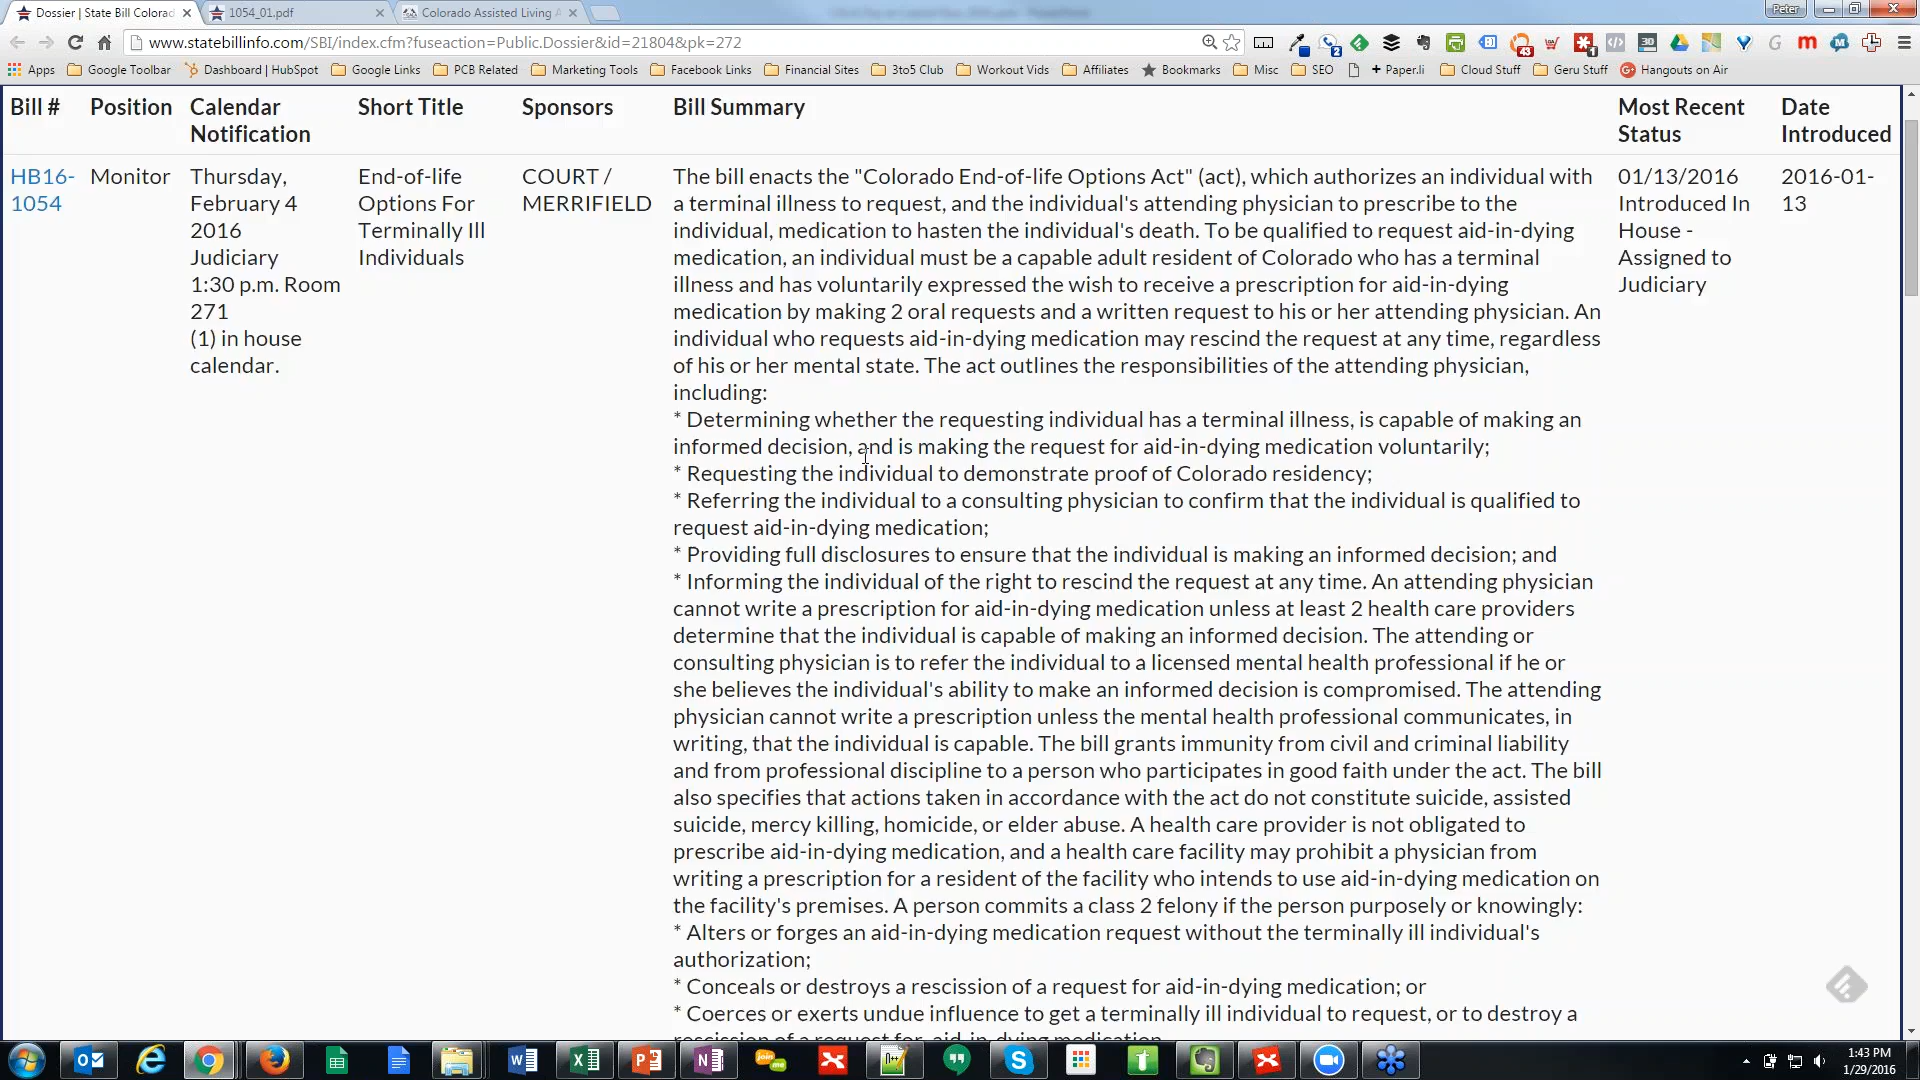 Dossier | State Bill Colorad
1054_01.pdf
Colorado Assisted Living A
Peter
www.statebillinfo.com/SBI/index.cfm?fuseaction=Public.Dossier&id=21804&pk=272
Apps
Google Toolbar
Dashboard | HubSpot
Google Links
PCB Related
Marketing Tools
Facebook Links
Financial Sites
3to5 Club
Workout Vids
Affiliates
Bookmarks
Misc
SEO
+ Paper.li
Cloud Stuff
Geru Stuff
Hangouts on Air
Bill #
Position
Calendar
Notification
Short Title
Sponsors
Bill Summary
Most Recent
Status
Date
Introduced
HB16-
1054
Monitor
Thursday,
February 4
2016
Judiciary
1:30 p.m. Room
271
(1) in house
calendar.
End-of-life
Options For
Terminally Ill
Individuals
COURT /
MERRIFIELD
The bill enacts the "Colorado End-of-life Options Act" (act), which authorizes an individual with
a terminal illness to request, and the individual's attending physician to prescribe to the
individual, medication to hasten the individual's death. To be qualified to request aid-in-dying
medication, an individual must be a capable adult resident of Colorado who has a terminal
illness and has voluntarily expressed the wish to receive a prescription for aid-in-dying
medication by making 2 oral requests and a written request to his or her attending physician. An
individual who requests aid-in-dying medication may rescind the request at any time, regardless
of his or her mental state. The act outlines the responsibilities of the attending physician,
including:
* Determining whether the requesting individual has a terminal illness, is capable of making an
informed decision, and is making the request for aid-in-dying medication voluntarily;
* Requesting the individual to demonstrate proof of Colorado residency;
* Referring the individual to a consulting physician to confirm that the individual is qualified to
request aid-in-dying medication;
* Providing full disclosures to ensure that the individual is making an informed decision; and
* Informing the individual of the right to rescind the request at any time. An attending physician
cannot write a prescription for aid-in-dying medication unless at least 2 health care providers
determine that the individual is capable of making an informed decision. The attending or
consulting physician is to refer the individual to a licensed mental health professional if he or
she believes the individual's ability to make an informed decision is compromised. The attending
physician cannot write a prescription unless the mental health professional communicates, in
writing, that the individual is capable. The bill grants immunity from civil and criminal liability
and from professional discipline to a person who participates in good faith under the act. The bill
also specifies that actions taken in accordance with the act do not constitute suicide, assisted
suicide, mercy killing, homicide, or elder abuse. A health care provider is not obligated to
prescribe aid-in-dying medication, and a health care facility may prohibit a physician from
writing a prescription for a resident of the facility who intends to use aid-in-dying medication on
the facility's premises. A person commits a class 2 felony if the person purposely or knowingly:
* Alters or forges an aid-in-dying medication request without the terminally ill individual's
authorization;
* Conceals or destroys a rescission of a request for aid-in-dying medication; or
* Coerces or exerts undue influence to get a terminally ill individual to request, or to destroy a
rescission of a request for, aid-in-dying medication
01/13/2016
Introduced In
House -
Assigned to
Judiciary
2016-01-
13
1:43 PM
1/29/2016